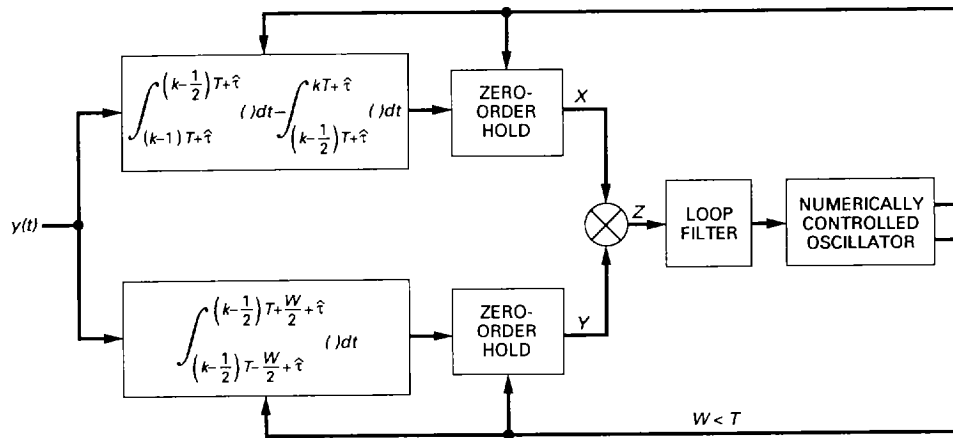 ∫_{(k-1)T+τ̂}^{(k-1/2)T+τ̂} ( )dt - ∫_{(k-1/2)T+τ̂}^{kT+τ̂} ( )dt
ZERO-
ORDER
HOLD
X
y(t)
Z
LOOP
FILTER
NUMERICALLY
CONTROLLED
OSCILLATOR
∫_{(k-1/2)T-W/2+τ̂}^{(k-1/2)T+W/2+τ̂} ( )dt
ZERO-
ORDER
HOLD
Y
W < T